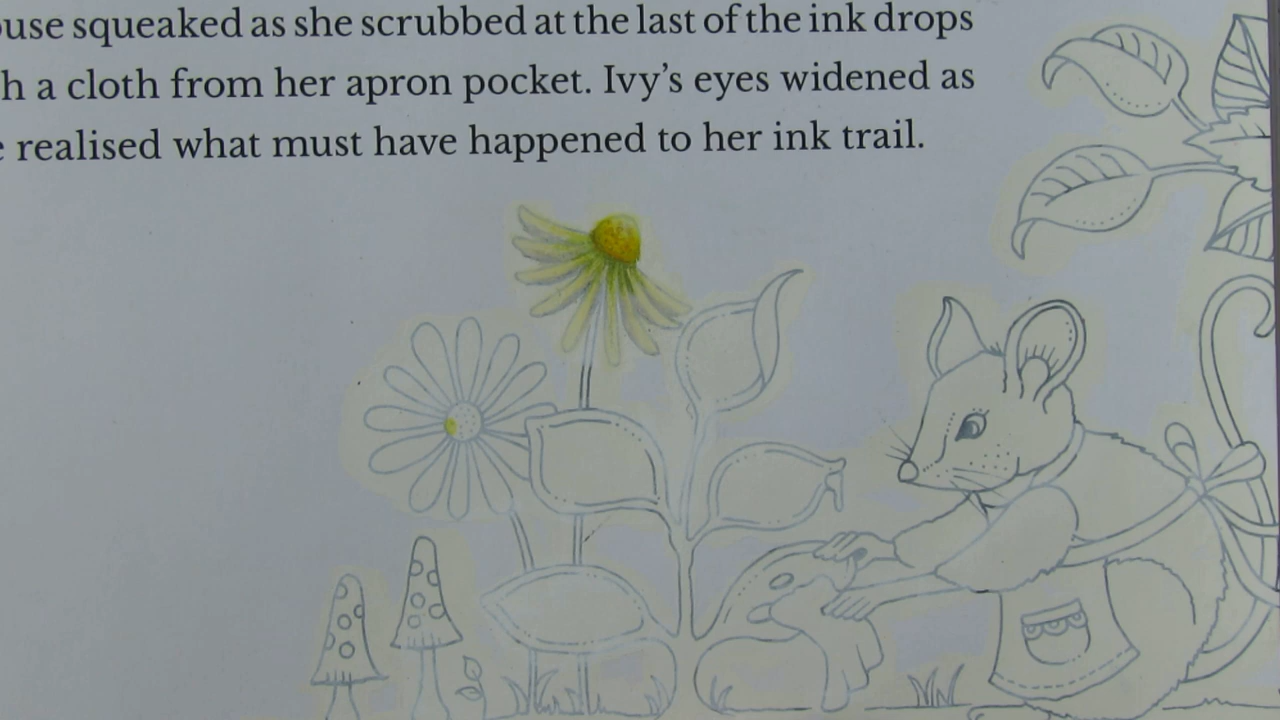 ouse squeaked as she scrubbed at the last of the ink drops
h a cloth from her apron pocket. Ivy's eyes widened as
e realised what must have happened to her ink trail.